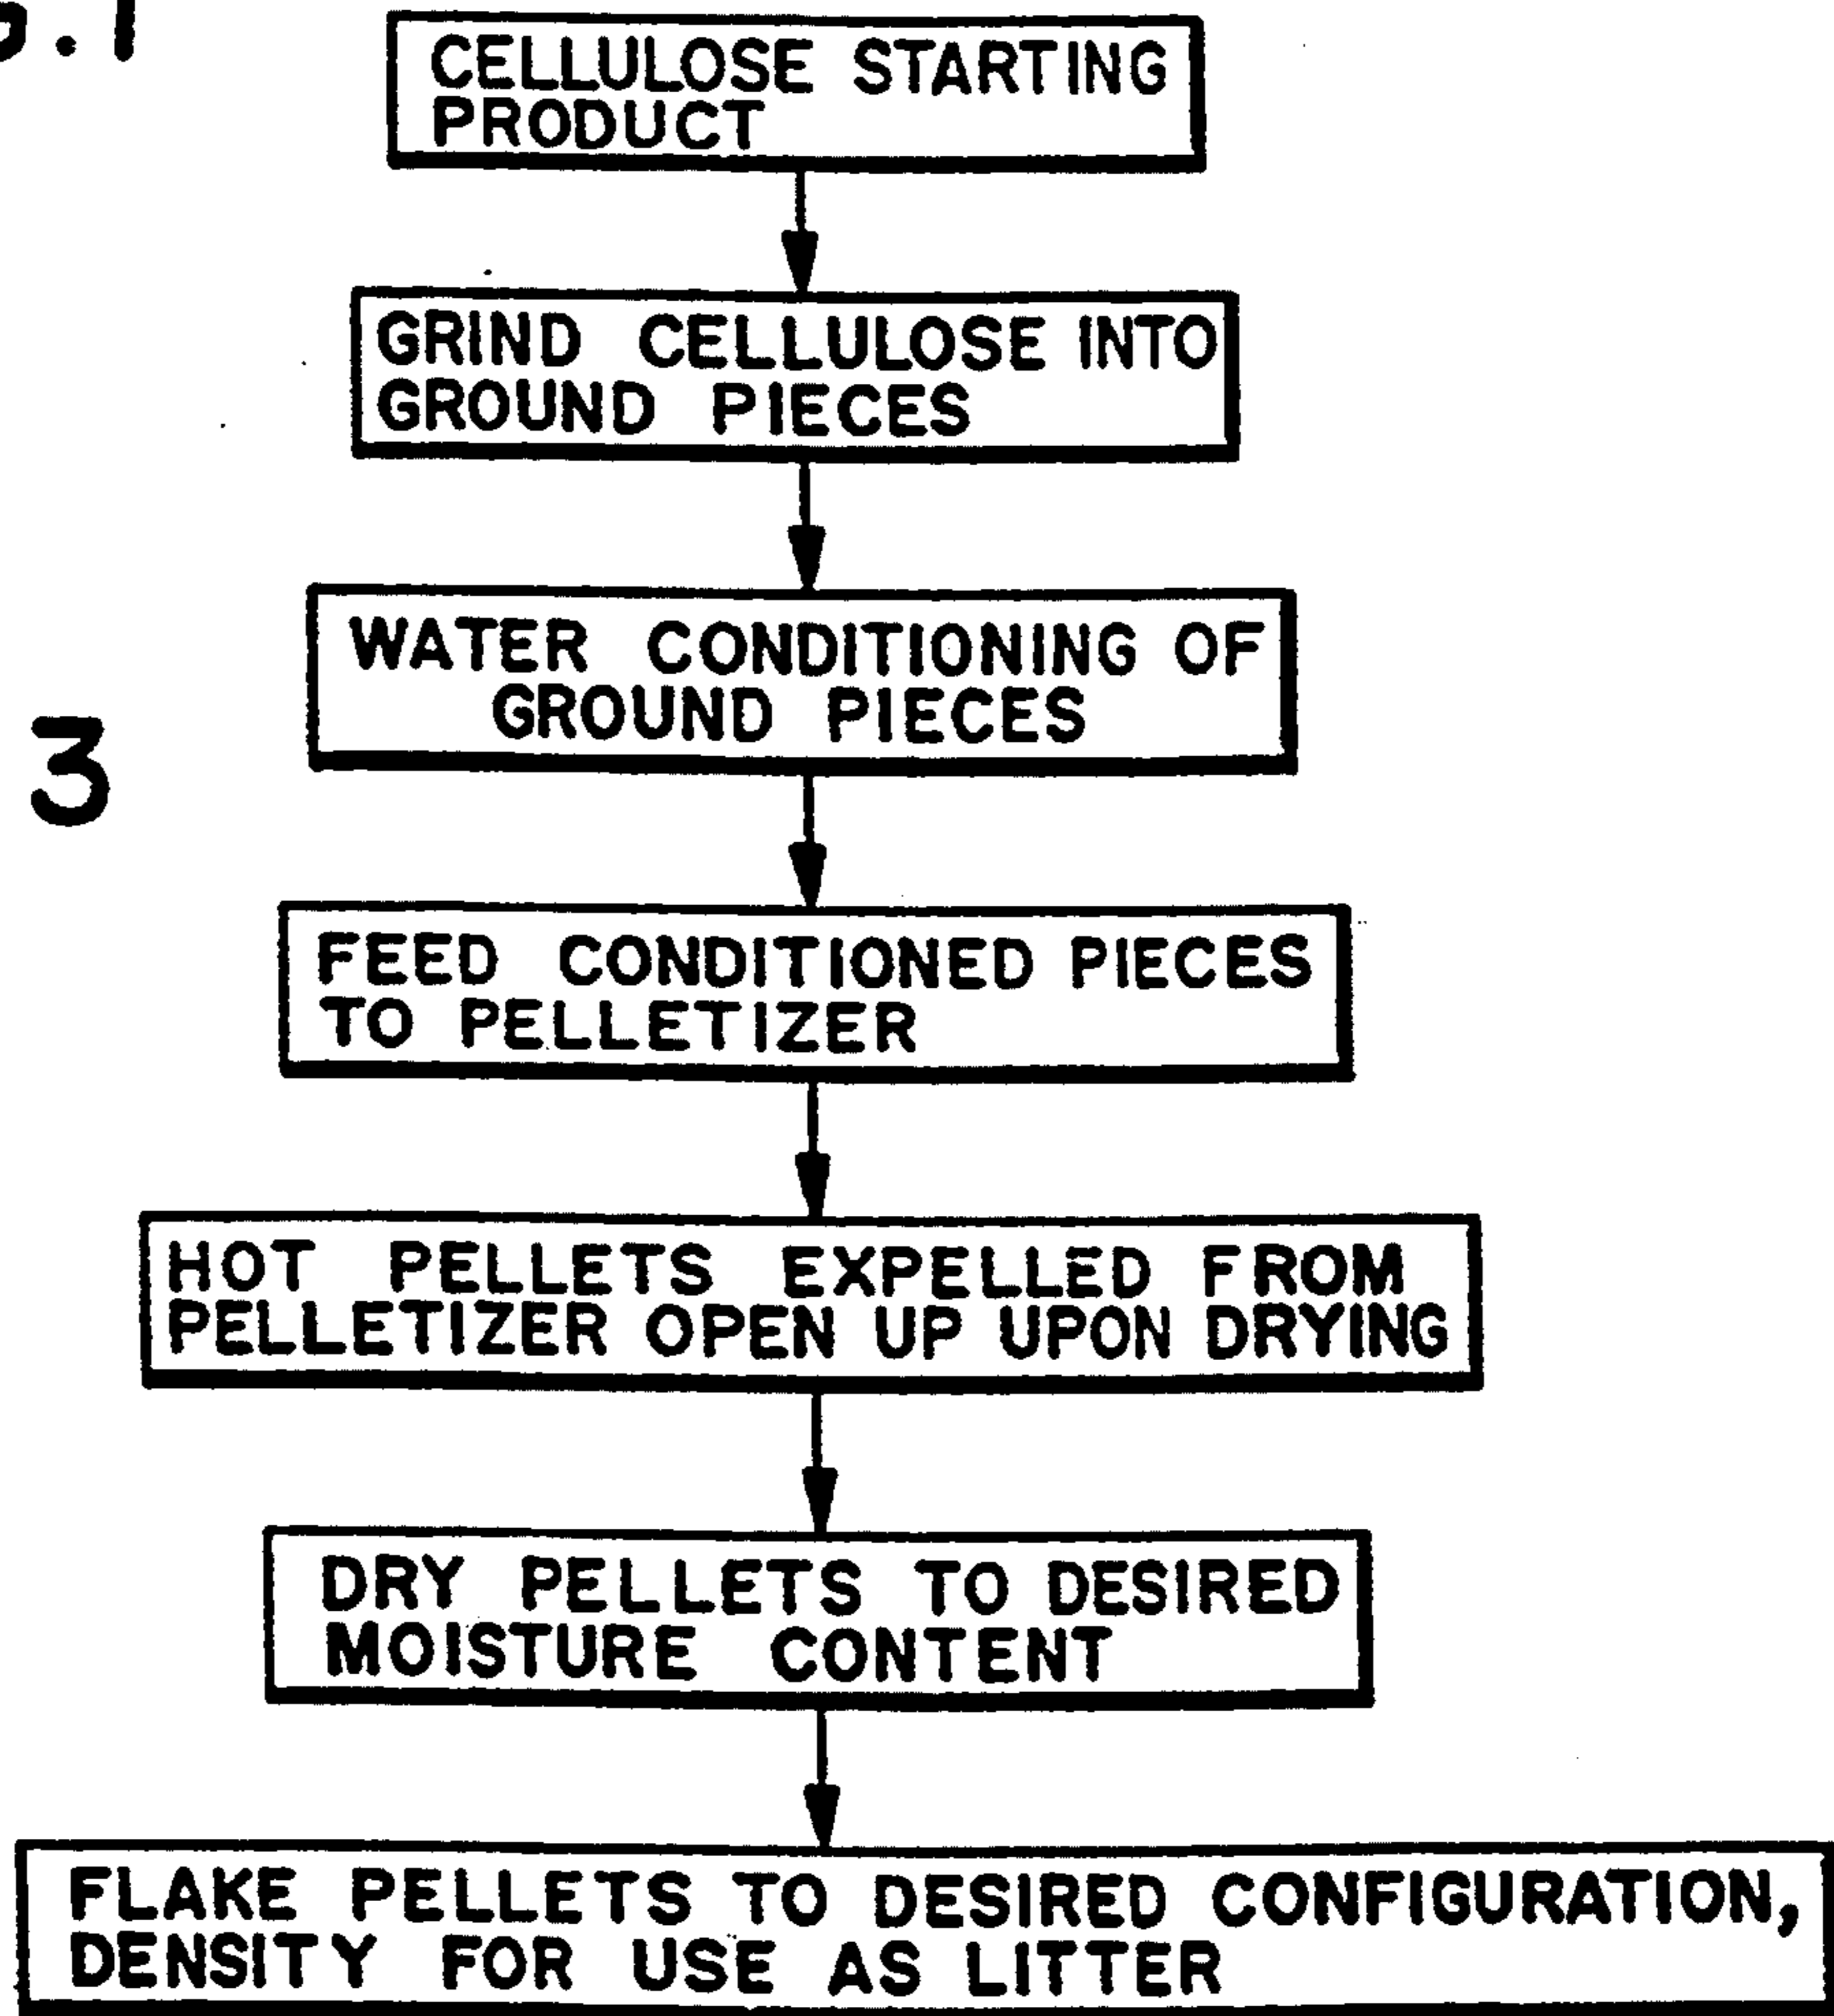 .1
CELLULOSE STARTING
PRODUCT
GRIND CELLULOSE INTO
GROUND PIECES
WATER CONDITIONING OF
GROUND PIECES
3
FEED CONDITIONED PIECES
TO PELLETIZER
HOT PELLETS EXPELLED FROM
PELLETIZER OPEN UP UPON DRYING
DRY PELLETS TO DESIRED
MOISTURE CONTENT
FLAKE PELLETS TO DESIRED CONFIGURATION,
DENSITY FOR USE AS LITTER